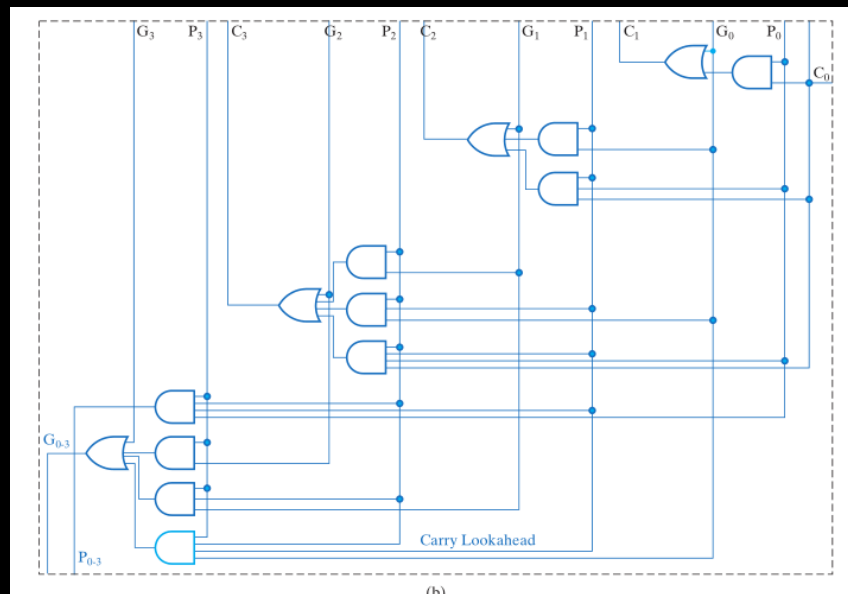 G₃ P₃ C₃ G₂ P₂ C₂ G₁ P₁ C₁ G₀ P₀
C₀
G₀₋₃
Carry Lookahead
P₀₋₃
(b)